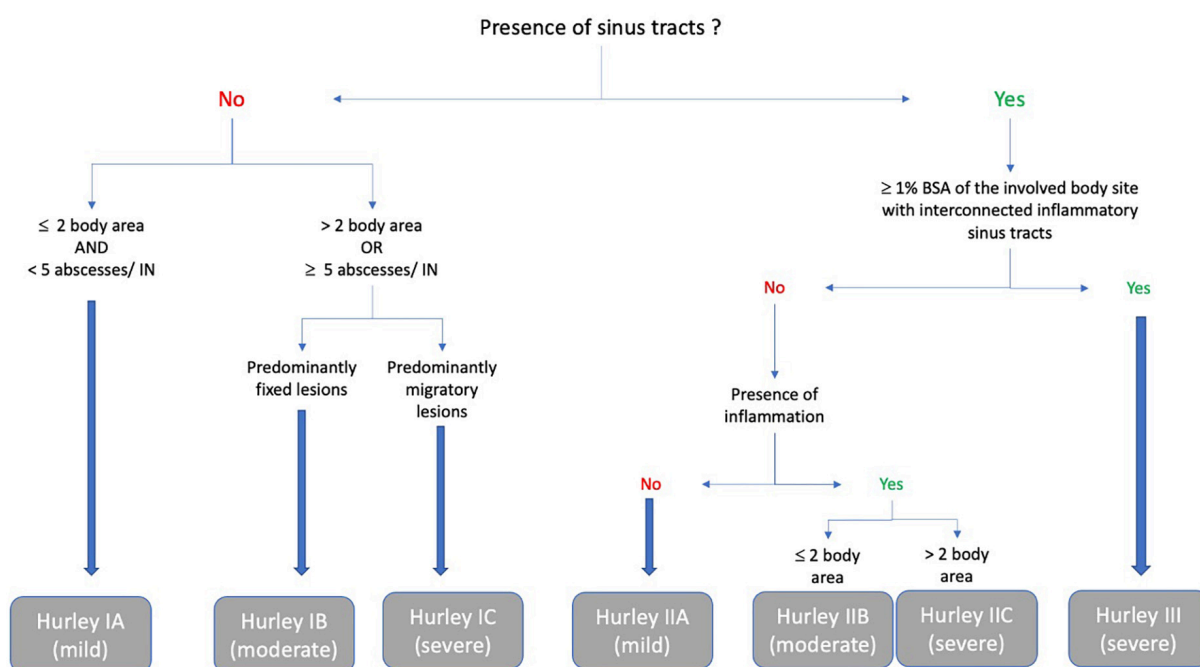 Presence of sinus tracts ?
No
Yes
≤ 2 body area
AND
< 5 abscesses/ IN
> 2 body area
OR
≥ 5 abscesses/ IN
≥ 1% BSA of the involved body site
with interconnected inflammatory
sinus tracts
No
Yes
Predominantly
fixed lesions
Predominantly
migratory
lesions
Presence of
inflammation
No
Yes
≤ 2 body
area
> 2 body
area
Hurley IA
(mild)
Hurley IB
(moderate)
Hurley IC
(severe)
Hurley IIA
(mild)
Hurley IIB
(moderate)
Hurley IIC
(severe)
Hurley III
(severe)